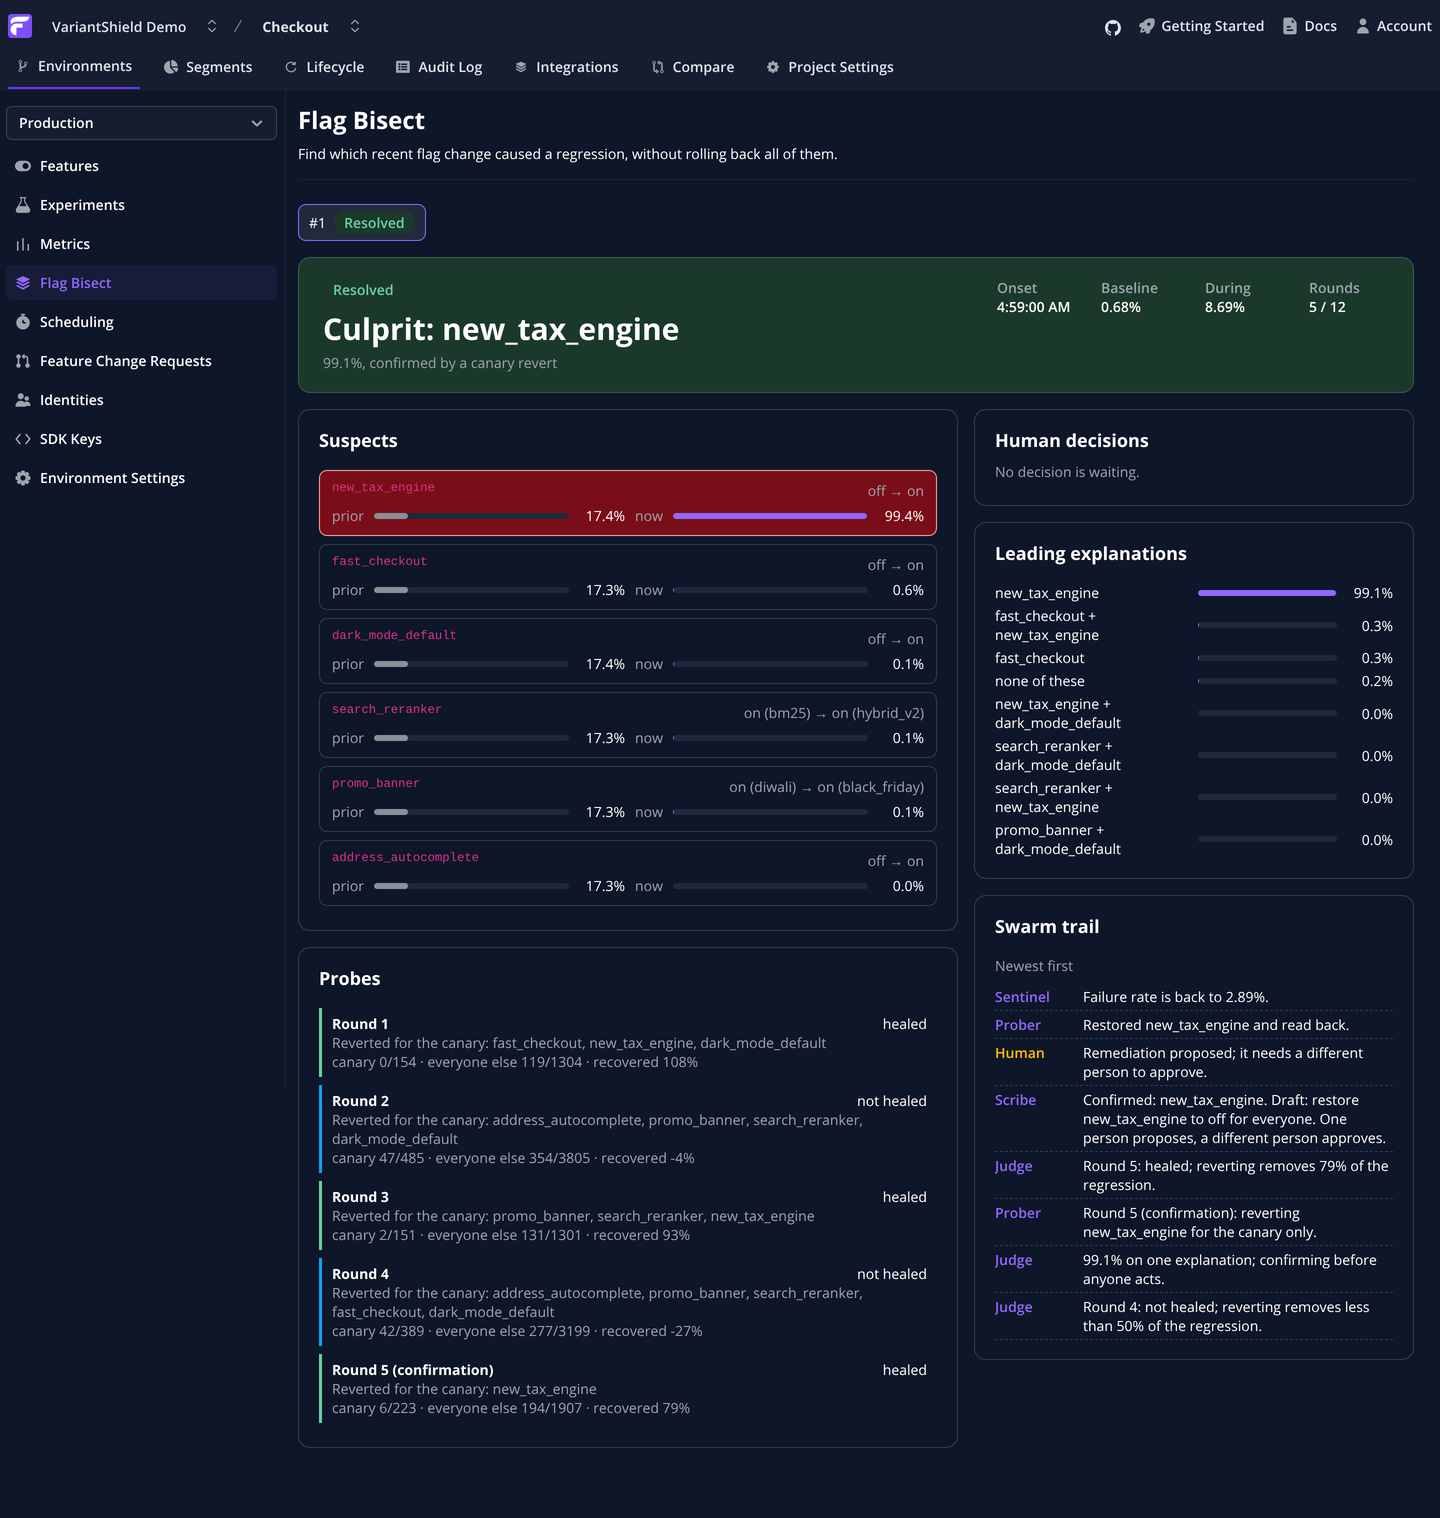 VariantShield Demo / Checkout
Getting Started Docs Account
Environments Segments Lifecycle Audit Log Integrations Compare Project Settings
Production
Features
Experiments
Metrics
Flag Bisect
Scheduling
Feature Change Requests
Identities
SDK Keys
Environment Settings
Flag Bisect
Find which recent flag change caused a regression, without rolling back all of them.
#1 Resolved
Resolved
Culprit: new_tax_engine
99.1%, confirmed by a canary revert
Onset Baseline During Rounds
4:59:00 AM 0.68% 8.69% 5 / 12
Suspects
new_tax_engine
off → on
prior 17.4% now 99.4%
fast_checkout
off → on
prior 17.3% now 0.6%
dark_mode_default
off → on
prior 17.4% now 0.1%
search_reranker
on (bm25) → on (hybrid_v2)
prior 17.3% now 0.1%
promo_banner
on (diwali) → on (black_friday)
prior 17.3% now 0.1%
address_autocomplete
off → on
prior 17.3% now 0.0%
Probes
Round 1 healed
Reverted for the canary: fast_checkout, new_tax_engine, dark_mode_default
canary 0/154 · everyone else 119/1304 · recovered 108%
Round 2 not healed
Reverted for the canary: address_autocomplete, promo_banner, search_reranker,
dark_mode_default
canary 47/485 · everyone else 354/3805 · recovered -4%
Round 3 healed
Reverted for the canary: promo_banner, search_reranker, new_tax_engine
canary 2/151 · everyone else 131/1301 · recovered 93%
Round 4 not healed
Reverted for the canary: address_autocomplete, promo_banner, search_reranker,
fast_checkout, dark_mode_default
canary 42/389 · everyone else 277/3199 · recovered -27%
Round 5 (confirmation) healed
Reverted for the canary: new_tax_engine
canary 6/223 · everyone else 194/1907 · recovered 79%
Human decisions
No decision is waiting.
Leading explanations
new_tax_engine 99.1%
fast_checkout +
new_tax_engine 0.3%
fast_checkout 0.3%
none of these 0.2%
new_tax_engine +
dark_mode_default 0.0%
search_reranker +
dark_mode_default 0.0%
search_reranker +
new_tax_engine 0.0%
promo_banner +
dark_mode_default 0.0%
Swarm trail
Newest first
Sentinel Failure rate is back to 2.89%.
Prober Restored new_tax_engine and read back.
Human Remediation proposed; it needs a different
person to approve.
Scribe Confirmed: new_tax_engine. Draft: restore
new_tax_engine to off for everyone. One
person proposes, a different person approves.
Judge Round 5: healed; reverting removes 79% of the
regression.
Prober Round 5 (confirmation): reverting
new_tax_engine for the canary only.
Judge 99.1% on one explanation; confirming before
anyone acts.
Judge Round 4: not healed; reverting removes less
than 50% of the regression.